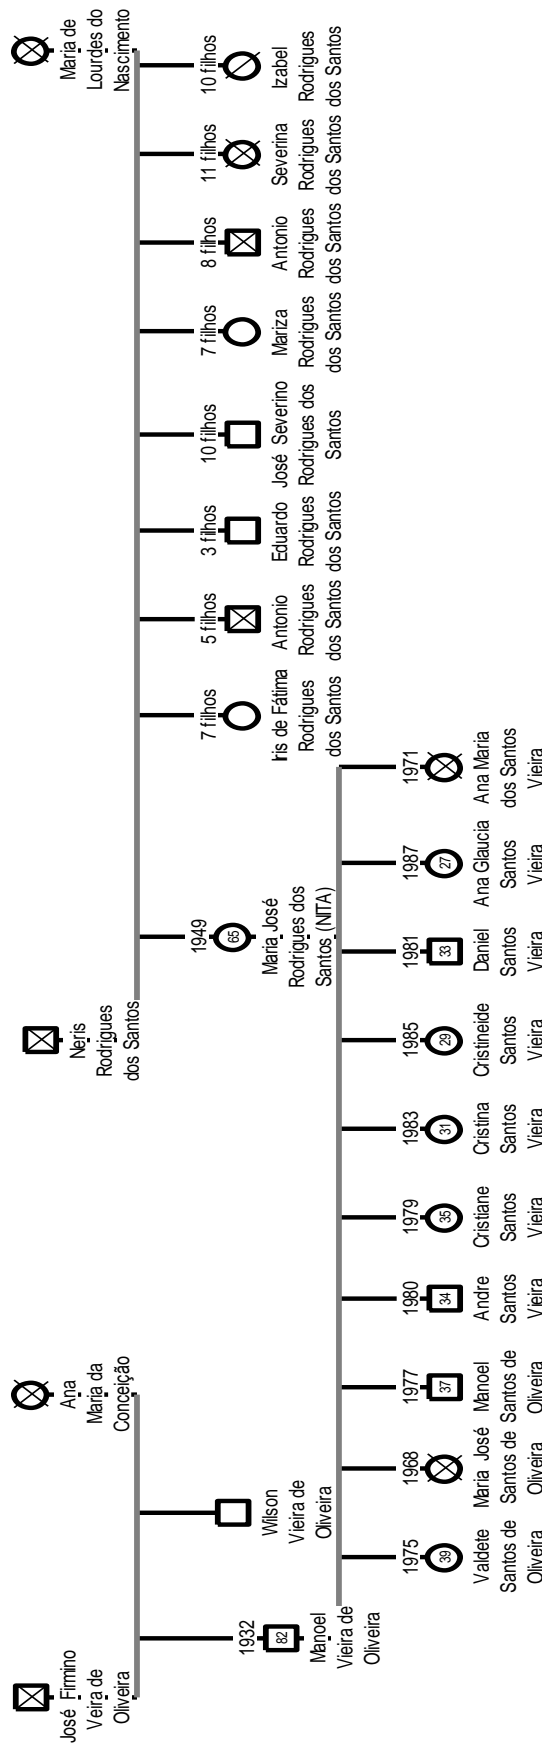 José Firmino
Veira de
Oliveira
Ana
Maria da
Conceição
Neris
Rodrigues
dos Santos
Maria de
Lourdes do
Nascimento
1932
82
Manoel
Vieira de
Oliveira
Wilson
Vieira de
Oliveira
1949
65
Maria José
Rodrigues dos
Santos (NITA)
7 filhos
Iris de Fátima
Rodrigues
dos Santos
5 filhos
Antonio
Rodrigues
dos Santos
3 filhos
Eduardo
Rodrigues
dos Santos
10 filhos
José Severino
Rodrigues dos
Santos
7 filhos
Mariza
Rodrigues
dos Santos
8 filhos
Antonio
Rodrigues
dos Santos
11 filhos
Severina
Rodrigues
dos Santos
10 filhos
Izabel
Rodrigues
dos Santos
1975
39
Valdete
Santos de
Oliveira
1968
Maria José
Santos de
Oliveira
1977
37
Manoel
Santos de
Oliveira
1980
34
Andre
Santos
Vieira
1979
35
Cristiane
Santos
Vieira
1983
31
Cristina
Santos
Vieira
1985
29
Cristineide
Santos
Vieira
1981
33
Daniel
Santos
Vieira
1987
27
Ana Glaucia
Santos
Vieira
1971
Ana Maria
dos Santos
Vieira